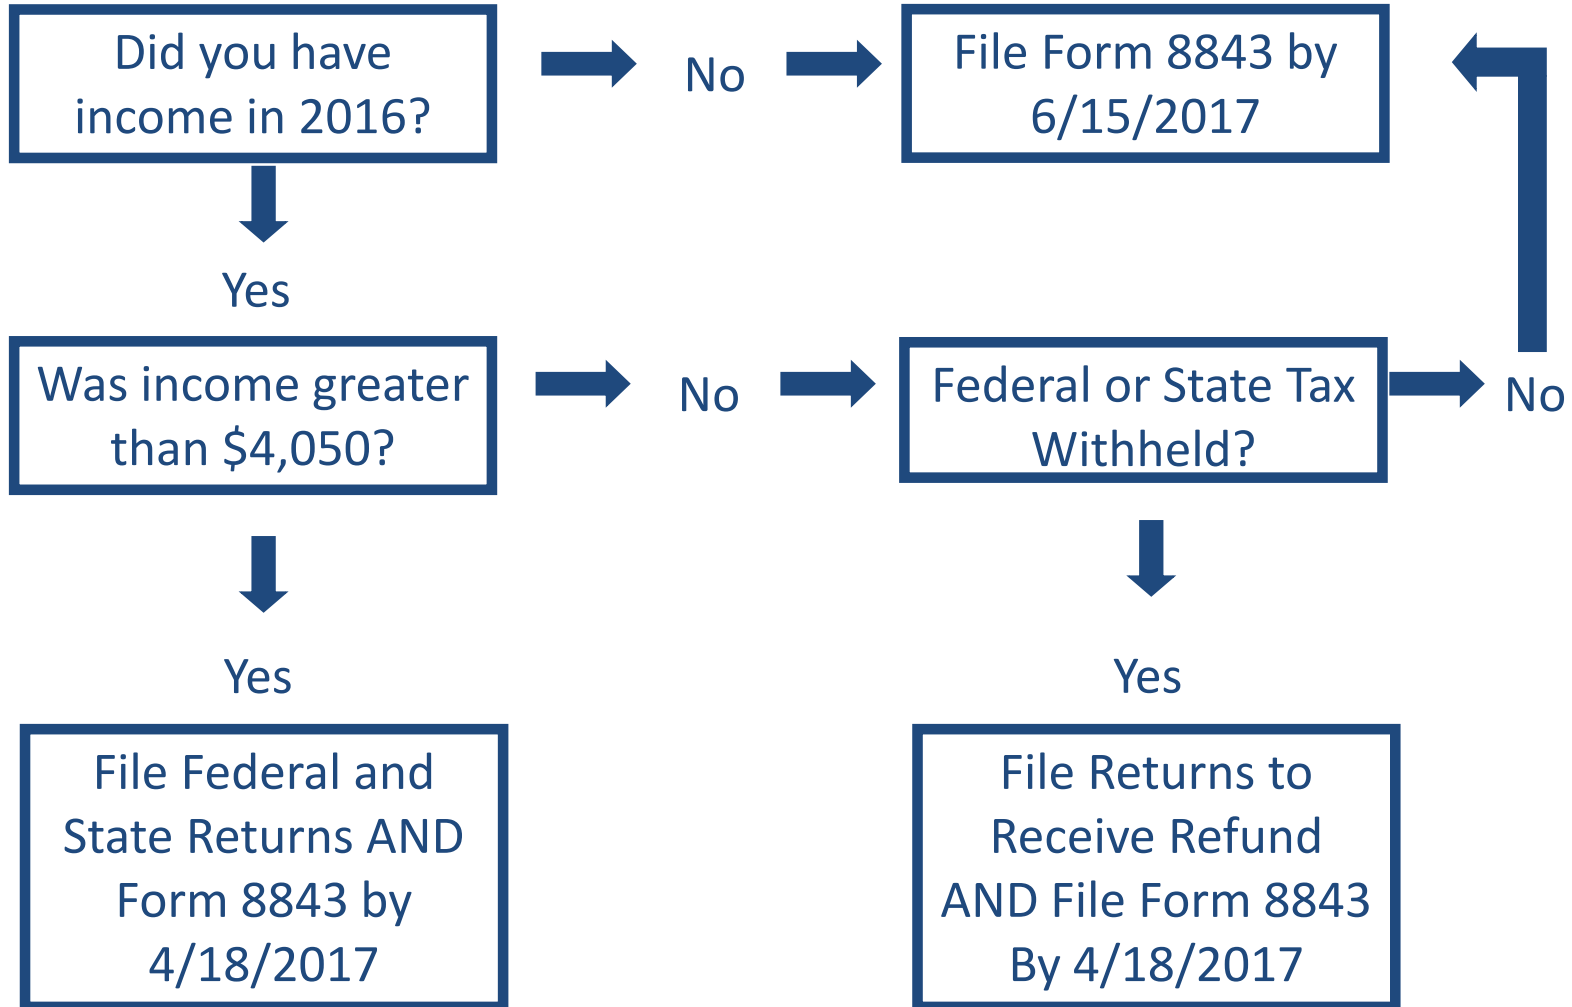 Did you have
income in 2016?
No
File Form 8843 by
6/15/2017
Yes
Was income greater
than $4,050?
No
Federal or State Tax
Withheld?
No
Yes
Yes
File Federal and
State Returns AND
Form 8843 by
4/18/2017
File Returns to
Receive Refund
AND File Form 8843
By 4/18/2017